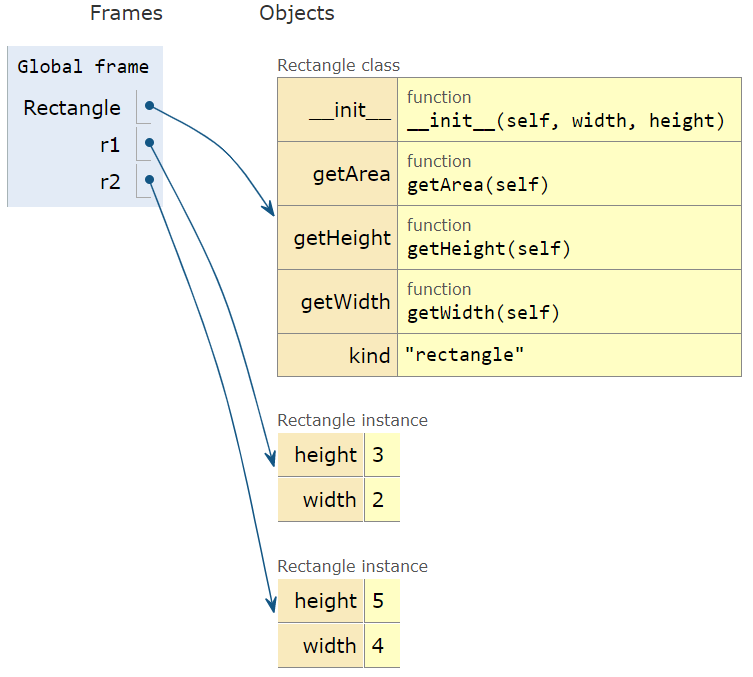 Frames Objects
Global frame
Rectangle
r1
r2
Rectangle class
__init__ function
__init__(self, width, height)
getArea function
getArea(self)
getHeight function
getHeight(self)
getWidth function
getWidth(self)
kind "rectangle"
Rectangle instance
height 3
width 2
Rectangle instance
height 5
width 4